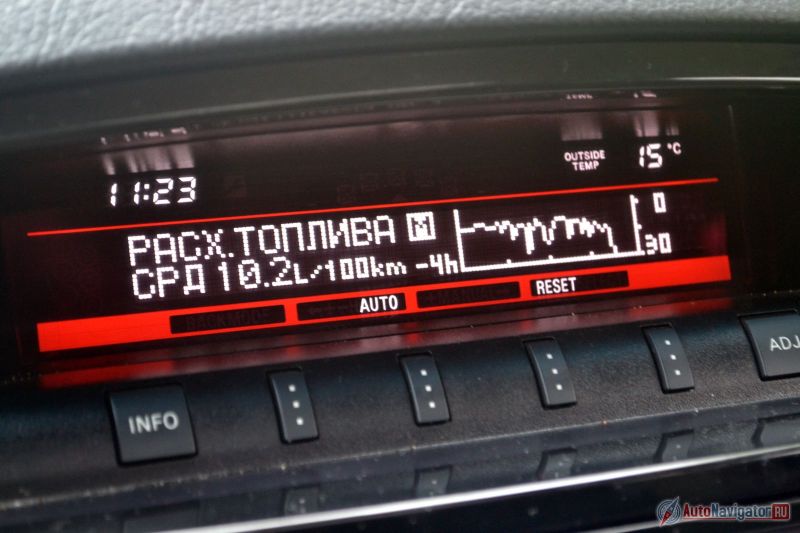 OUTSIDE
TEMP
15 °C
11:23
РАСХ.ТОПЛИВА M
0
СРД 10.2L/100km -4h
30
AUTO
RESET
INFO
ADJ
AutoNavigator.RU